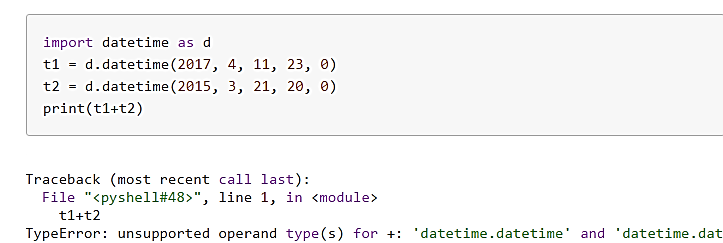 import datetime as d
t1 = d.datetime(2017, 4, 11, 23, 0)
t2 = d.datetime(2015, 3, 21, 20, 0)
print(t1+t2)
Traceback (most recent call last):
File "<pyshell#48>", line 1, in <module>
t1+t2
TypeError: unsupported operand type(s) for +: 'datetime.datetime' and 'datetime.dat